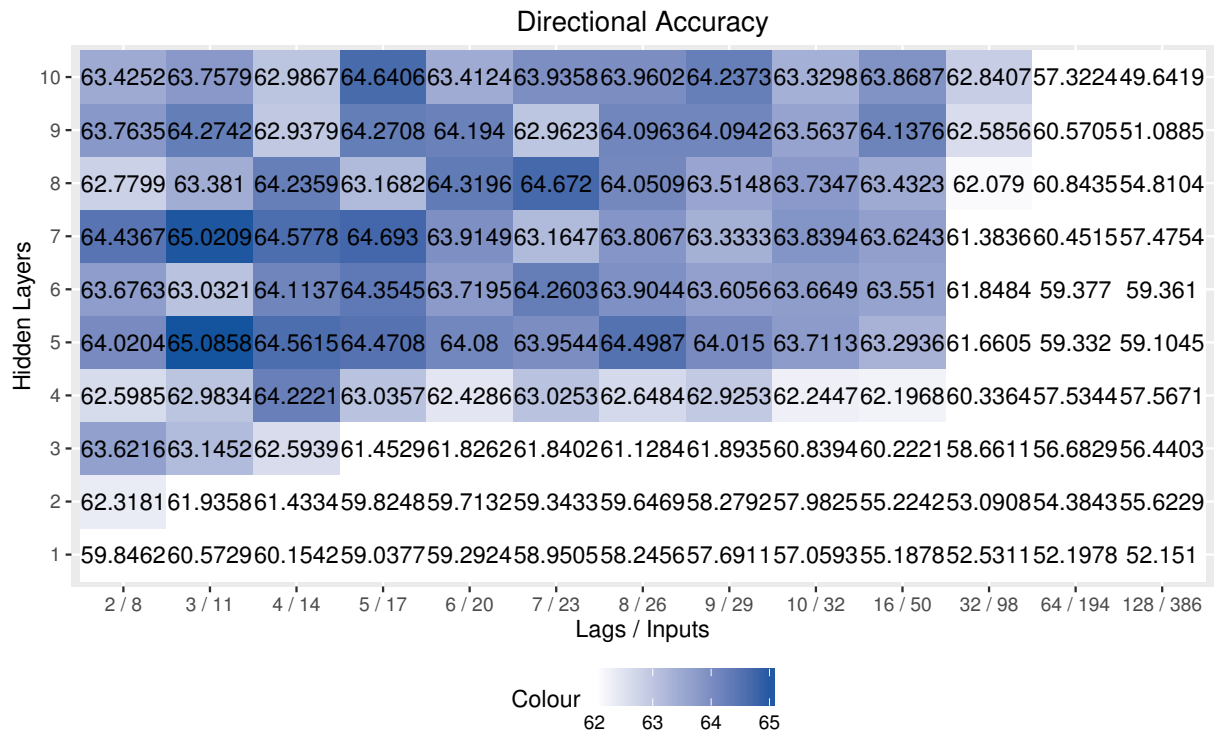 Directional Accuracy
Hidden Layers
10 63.4252 63.7579 62.9867 64.6406 63.4124 63.9358 63.9602 64.2373 63.3298 63.8687 62.8407 57.3224 49.6419
9 63.7635 64.2742 62.9379 64.2708 64.194 62.9623 64.0963 64.0942 63.5637 64.1376 62.5856 60.5705 51.0885
8 62.7799 63.381 64.2359 63.1682 64.3196 64.672 64.0509 63.5148 63.7347 63.4323 62.079 60.8435 54.8104
7 64.4367 65.0209 64.5778 64.693 63.9149 63.1647 63.8067 63.3333 63.8394 63.6243 61.3836 60.4515 57.4754
6 63.6763 63.0321 64.1137 64.3545 63.7195 64.2603 63.9044 63.6056 63.6649 63.551 61.8484 59.377 59.361
5 64.0204 65.0858 64.5615 64.4708 64.08 63.9544 64.4987 64.015 63.7113 63.2936 61.6605 59.332 59.1045
4 62.5985 62.9834 64.2221 63.0357 62.4286 63.0253 62.6484 62.9253 62.2447 62.1968 60.3364 57.5344 57.5671
3 63.6216 63.1452 62.5939 61.4529 61.8262 61.8402 61.1284 61.8935 60.8394 60.2221 58.6611 56.6829 56.4403
2 62.3181 61.9358 61.4334 59.8248 59.7132 59.3433 59.6469 58.2792 57.9825 55.2242 53.0908 54.3843 55.6229
1 59.8462 60.5729 60.1542 59.0377 59.2924 58.9505 58.2456 57.6911 57.0593 55.1878 52.5311 52.1978 52.151
2 / 8 3 / 11 4 / 14 5 / 17 6 / 20 7 / 23 8 / 26 9 / 29 10 / 32 16 / 50 32 / 98 64 / 194 128 / 386
Lags / Inputs
Colour
62 63 64 65